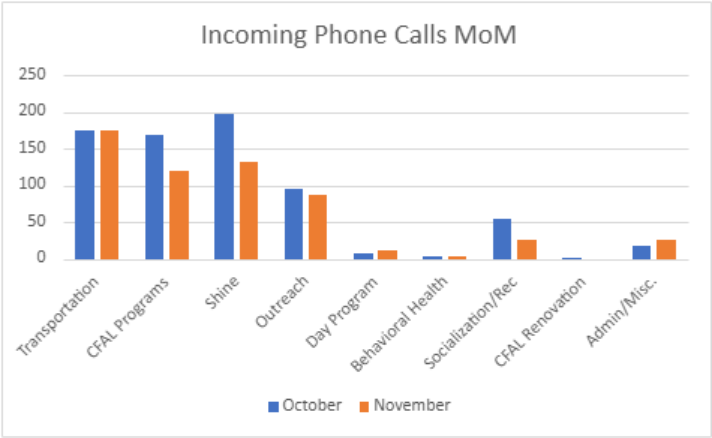 Incoming Phone Calls MoM
250
200
150
100
50
0
Transportation
CFAL Programs
Shine
Outreach
Day Program
Behavioral Health
Socialization/Rec
CFAL Renovation
Admin/Misc.
October November